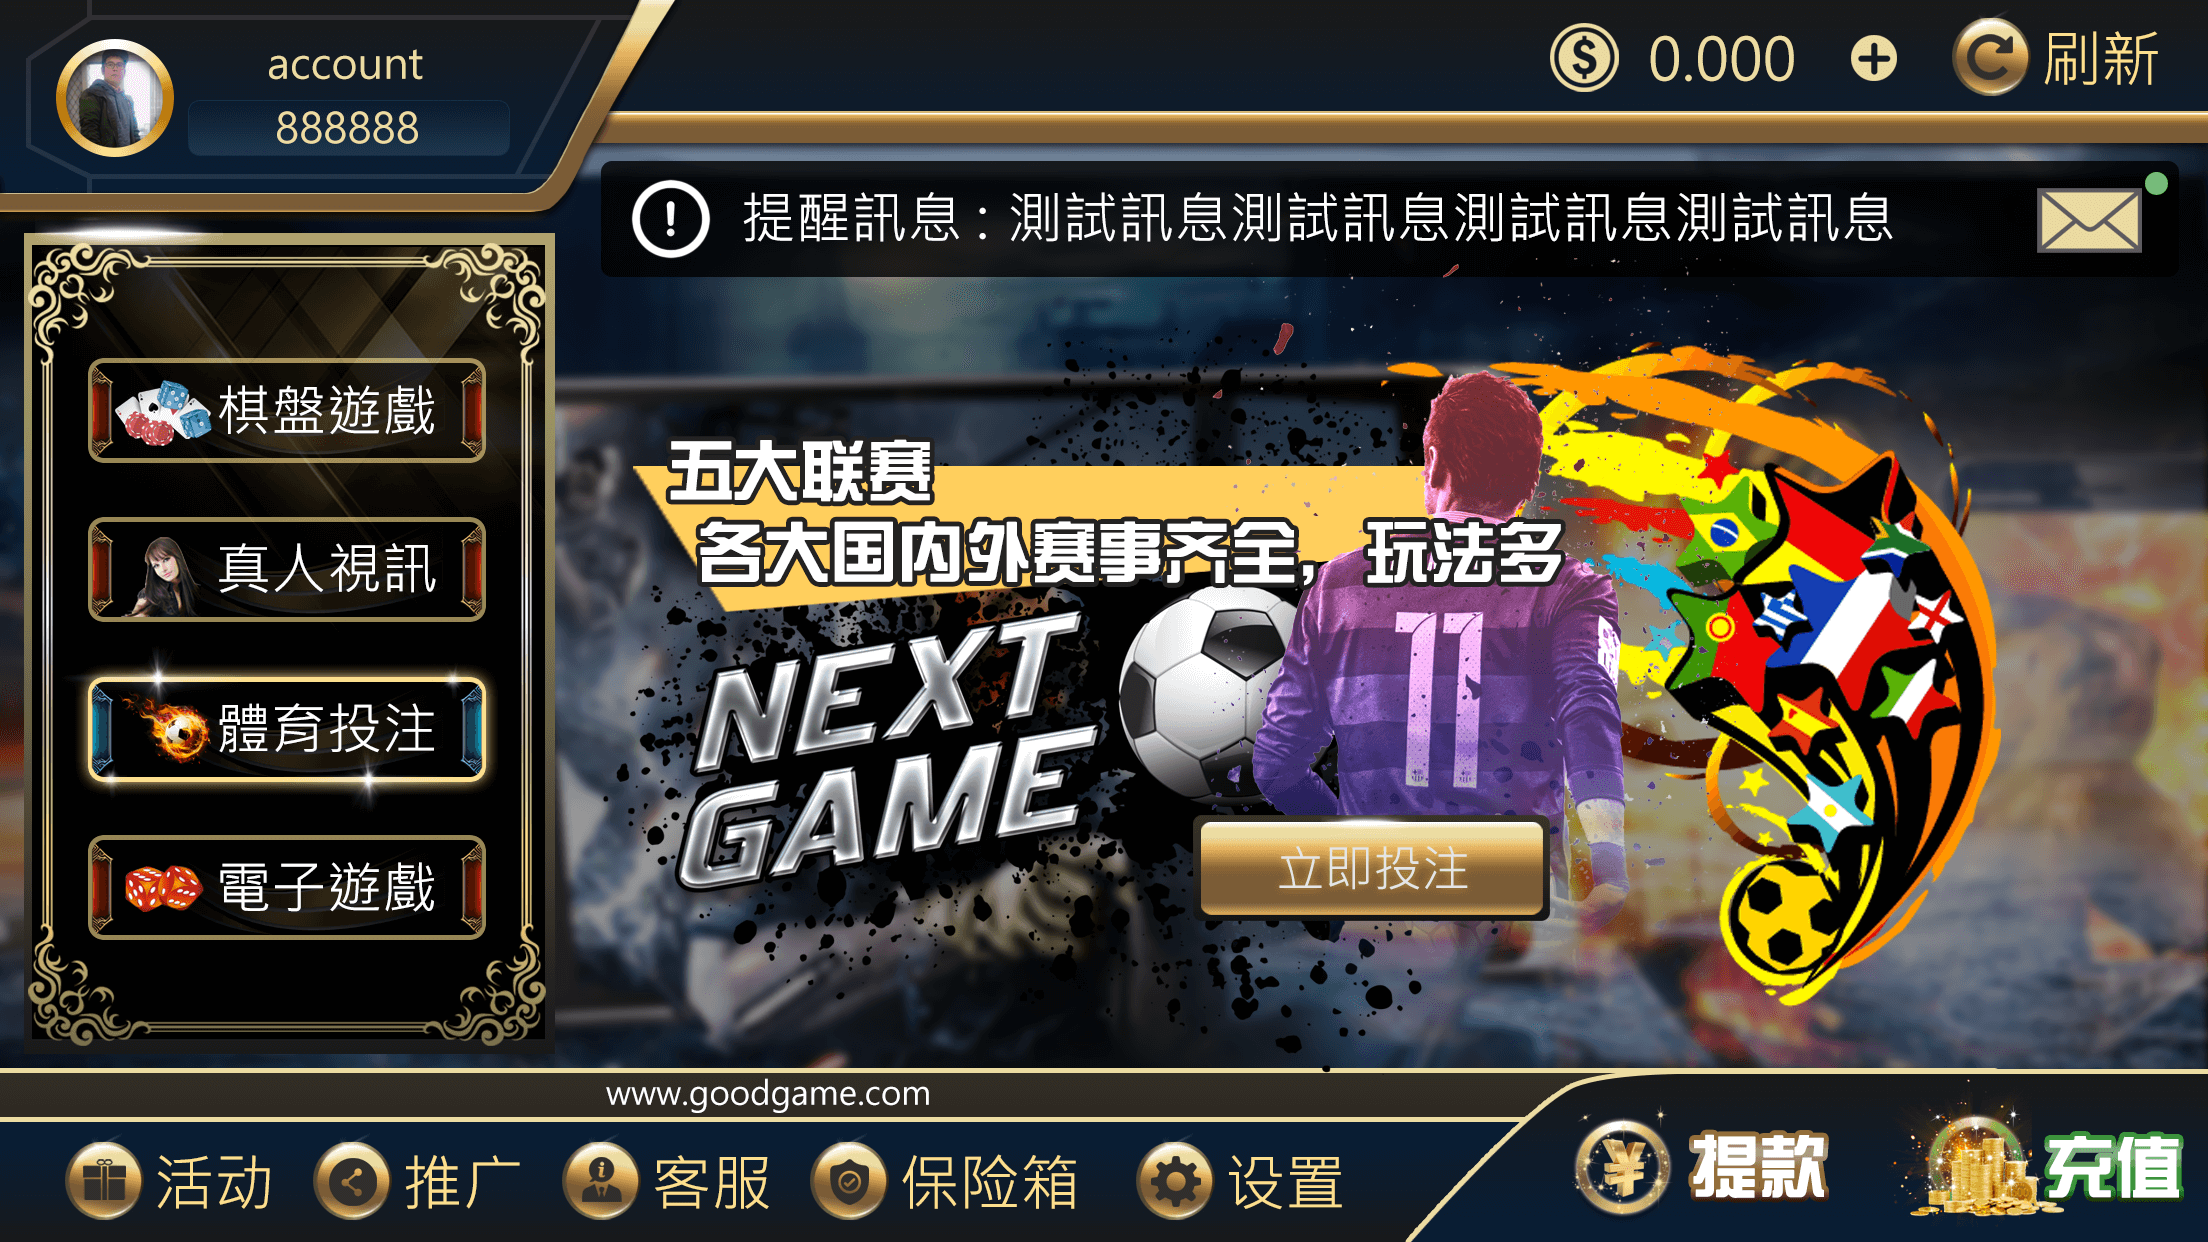 account
888888
0.000
刷新
提醒訊息：測試訊息測試訊息測試訊息測試訊息
棋盤遊戲
真人視訊
體育投注
電子遊戲
五大联赛
各大国内外赛事齐全，玩法多
NEXT
GAME
11
立即投注
www.goodgame.com
活动
推广
客服
保险箱
设置
提款
充值